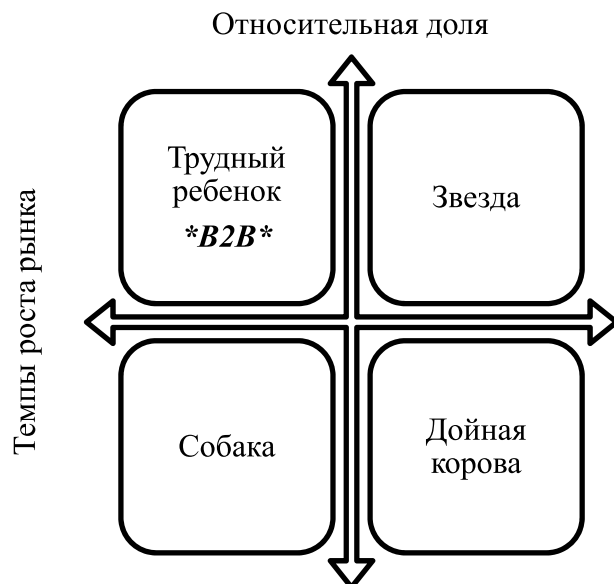 Относительная доля
Трудный
ребенок
*B2B*
Звезда
Темпы роста рынка
Собака
Дойная
корова